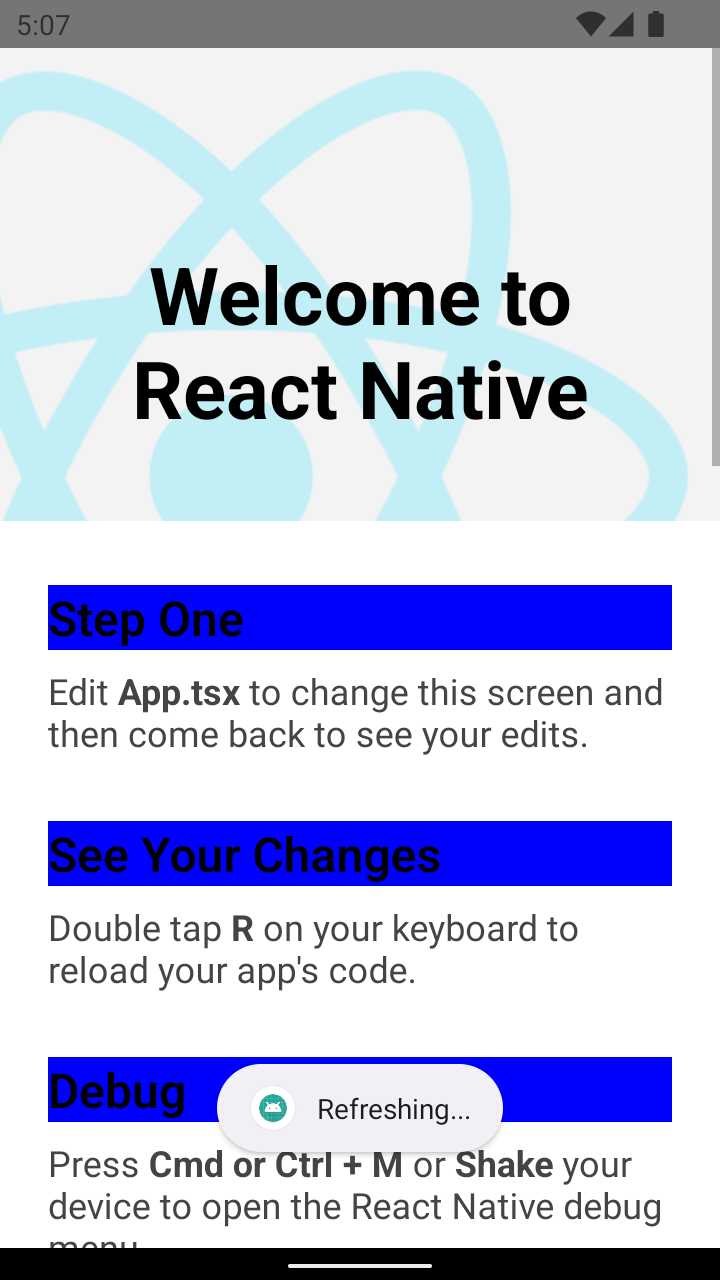 5:07
Welcome to
React Native
Step One
Edit App.tsx to change this screen and
then come back to see your edits.
See Your Changes
Double tap R on your keyboard to
reload your app's code.
Debug
Refreshing...
Press Cmd or Ctrl + M or Shake your
device to open the React Native debug
menu